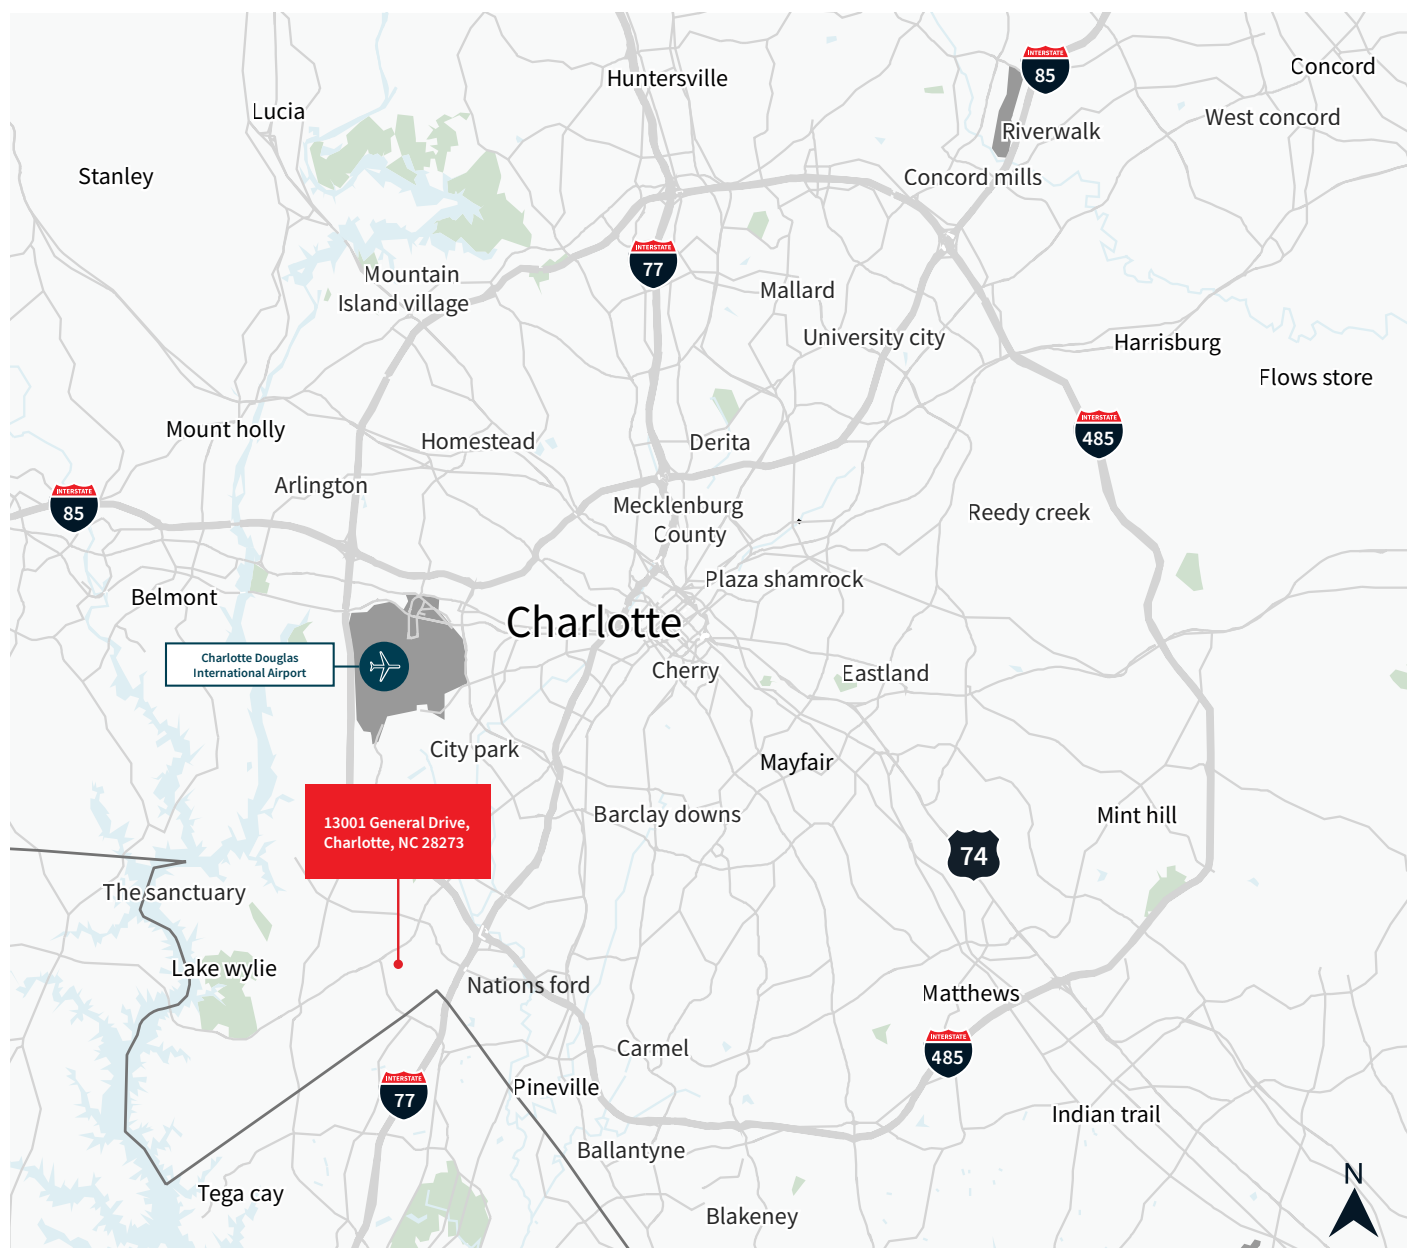 INTERSTATE
85
Concord
Huntersville
Lucia
West concord
Riverwalk
Stanley
Concord mills
INTERSTATE
77
Mountain
Island village
Mallard
University city
Harrisburg
Flows store
Mount holly
Homestead
Derita
INTERSTATE
485
Arlington
INTERSTATE
85
Mecklenburg
County
Reedy creek
Plaza shamrock
Belmont
Charlotte
Charlotte Douglas
International Airport
Cherry
Eastland
City park
Mayfair
13001 General Drive,
Charlotte, NC 28273
Barclay downs
Mint hill
74
The sanctuary
Lake wylie
Nations ford
Matthews
Carmel
INTERSTATE
485
INTERSTATE
77
Pineville
Indian trail
Ballantyne
Tega cay
N
Blakeney